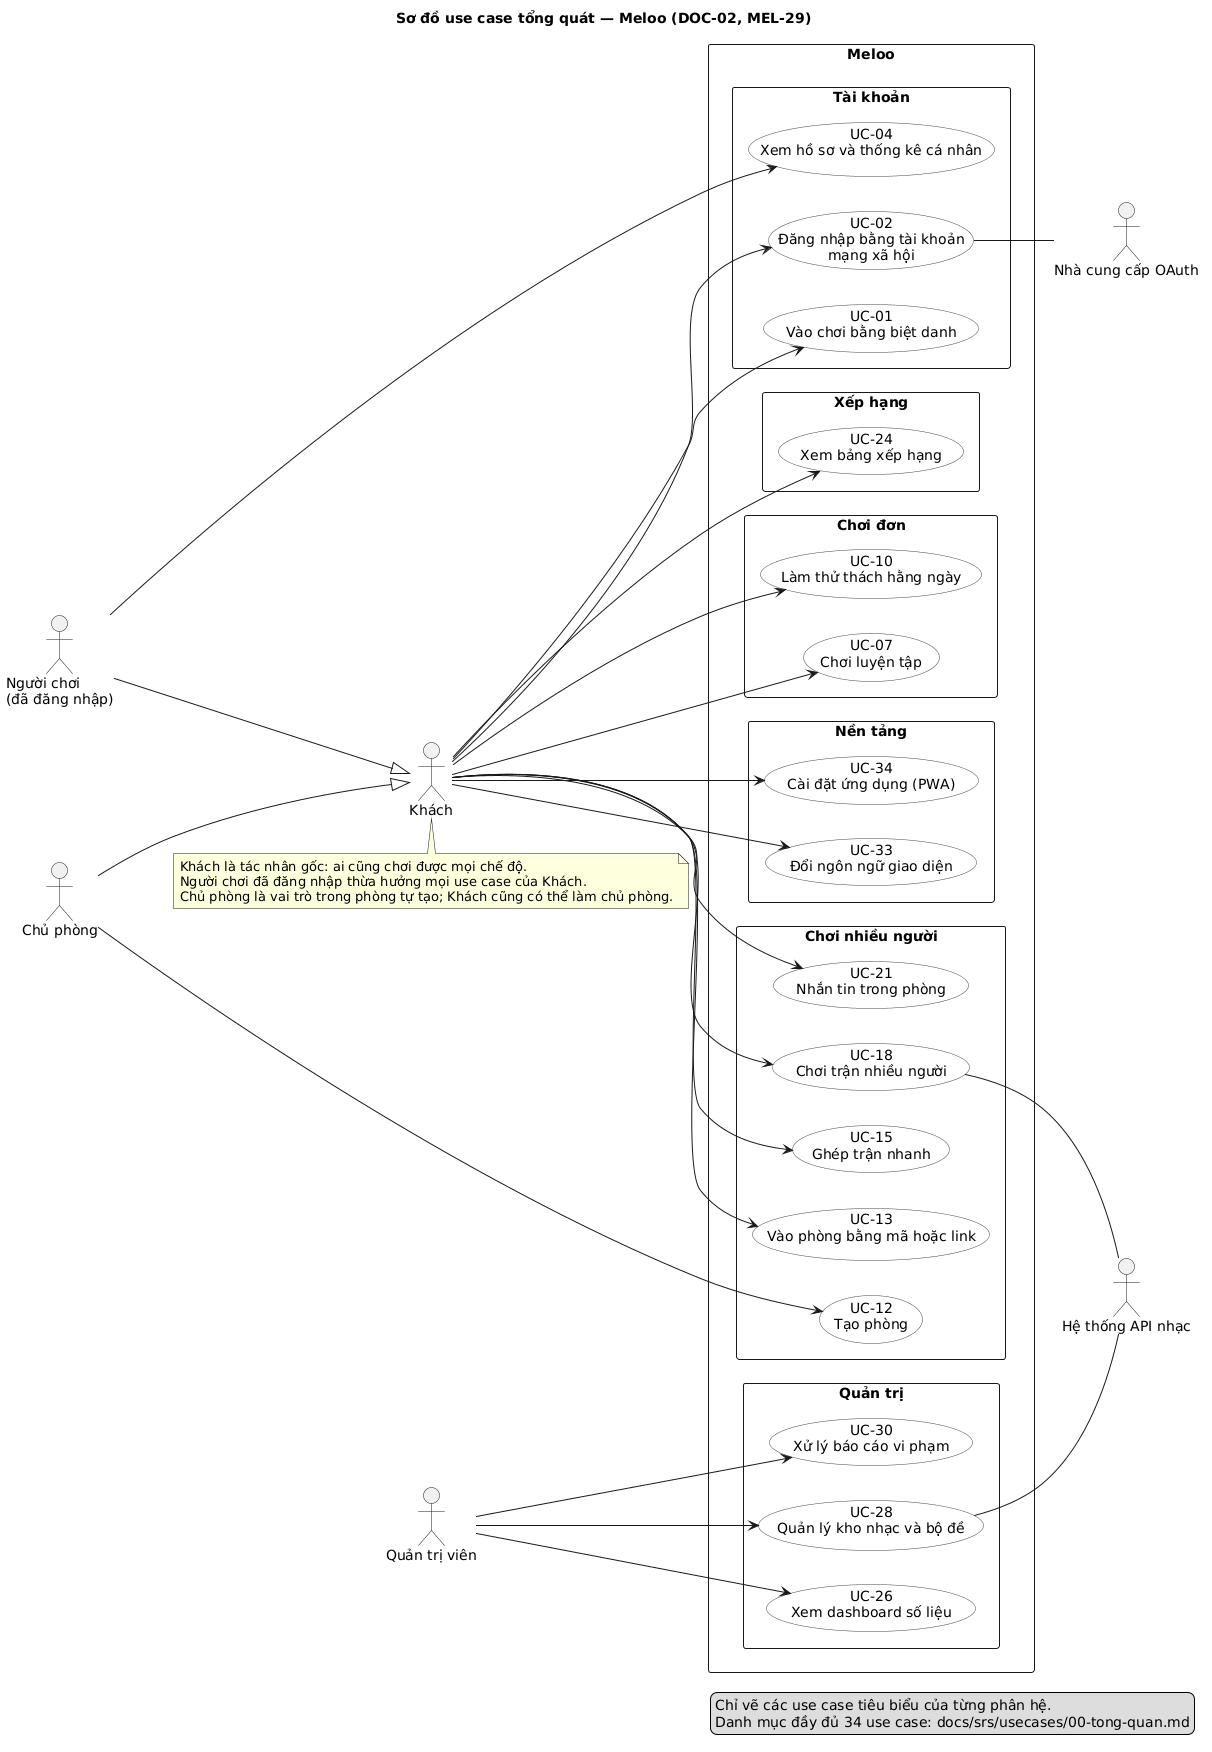 Sơ đồ use case tổng quát — Meloo (DOC-02, MEL-29)
Meloo
Tài khoản
UC-04
Xem hồ sơ và thống kê cá nhân
UC-02
Đăng nhập bằng tài khoản
mạng xã hội
UC-01
Vào chơi bằng biệt danh
Nhà cung cấp OAuth
Xếp hạng
UC-24
Xem bảng xếp hạng
Chơi đơn
UC-10
Làm thử thách hằng ngày
UC-07
Chơi luyện tập
Người chơi
(đã đăng nhập)
Nền tảng
UC-34
Cài đặt ứng dụng (PWA)
UC-33
Đổi ngôn ngữ giao diện
Khách
Khách là tác nhân gốc: ai cũng chơi được mọi chế độ.
Người chơi đã đăng nhập thừa hưởng mọi use case của Khách.
Chủ phòng là vai trò trong phòng tự tạo; Khách cũng có thể làm chủ phòng.
Chủ phòng
Chơi nhiều người
UC-21
Nhắn tin trong phòng
UC-18
Chơi trận nhiều người
UC-15
Ghép trận nhanh
UC-13
Vào phòng bằng mã hoặc link
UC-12
Tạo phòng
Hệ thống API nhạc
Quản trị
UC-30
Xử lý báo cáo vi phạm
UC-28
Quản lý kho nhạc và bộ đề
UC-26
Xem dashboard số liệu
Quản trị viên
Chỉ vẽ các use case tiêu biểu của từng phân hệ.
Danh mục đầy đủ 34 use case: docs/srs/usecases/00-tong-quan.md